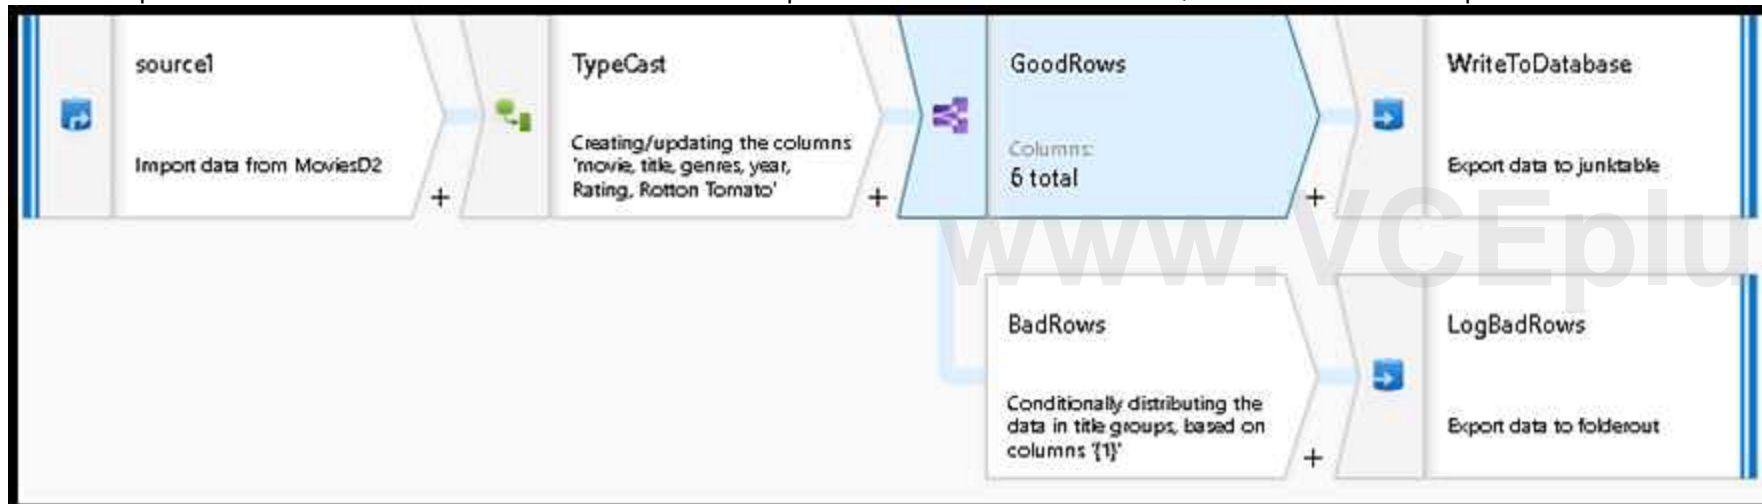 source1
Import data from MoviesD2
+
TypeCast
Creating/updating the columns
'movie, title, genres, year,
Rating, Rotton Tomato'
+
GoodRows
Columns:
6 total
+
WriteToDatabase
Export data to junktable
www.VCEplu
BadRows
Conditionally distributing the
data in title groups, based on
columns '{1}'
+
LogBadRows
Export data to folderout